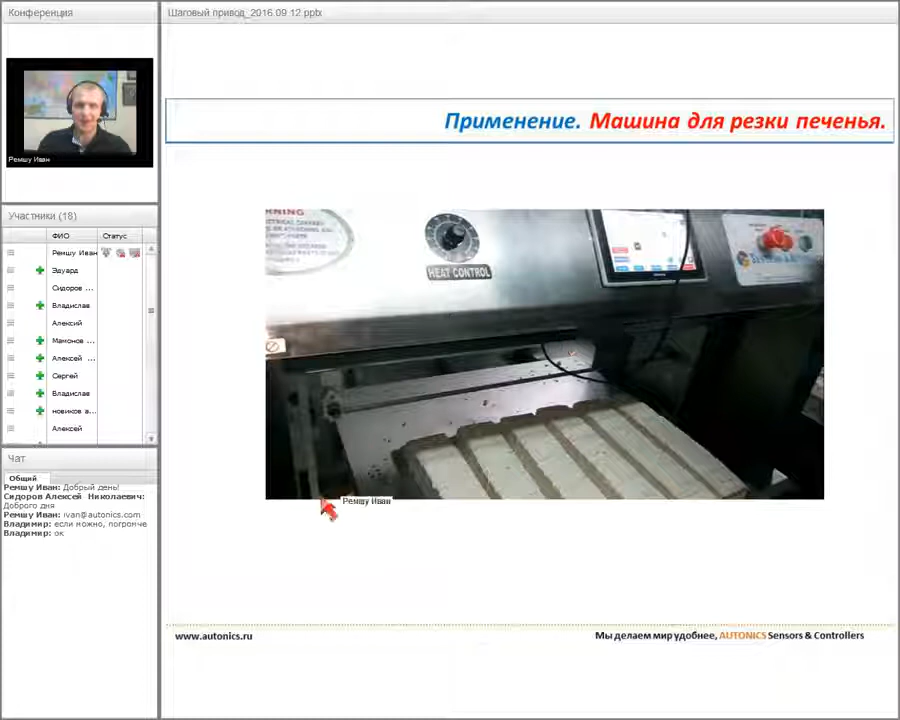 Конференция
Ремшу Иван
Участники (18)
ФИО Статус
Ремшу Иван
Эдуард
Сидоров ...
Владислав
Алексий
Мамонов ...
Алексей ...
Сергей
Владислав
новиков а...
Алексей
Чат
Общий
Ремшу Иван: Добрый день!
Сидоров Алексей Николаевич:
Доброго дня
Ремшу Иван: ivan@autonics.com
Владимир: если можно, погромче
Владимир: ок
Шаговый привод_2016 09 12.pptx
Применение. Машина для резки печенья.
HEAT CONTROL
Ремшу Иван
www.autonics.ru
Мы делаем мир удобнее, AUTONICS Sensors & Controllers